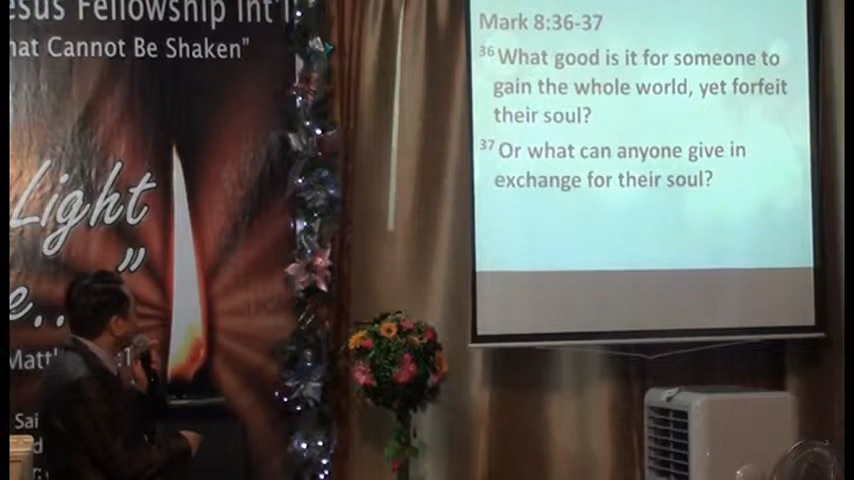 esus Fellowship Int'l
hat Cannot Be Shaken"
Light
"
e...
Matth
Sai
d
Mark 8:36-37
36 What good is it for someone to
gain the whole world, yet forfeit
their soul?
37 Or what can anyone give in
exchange for their soul?